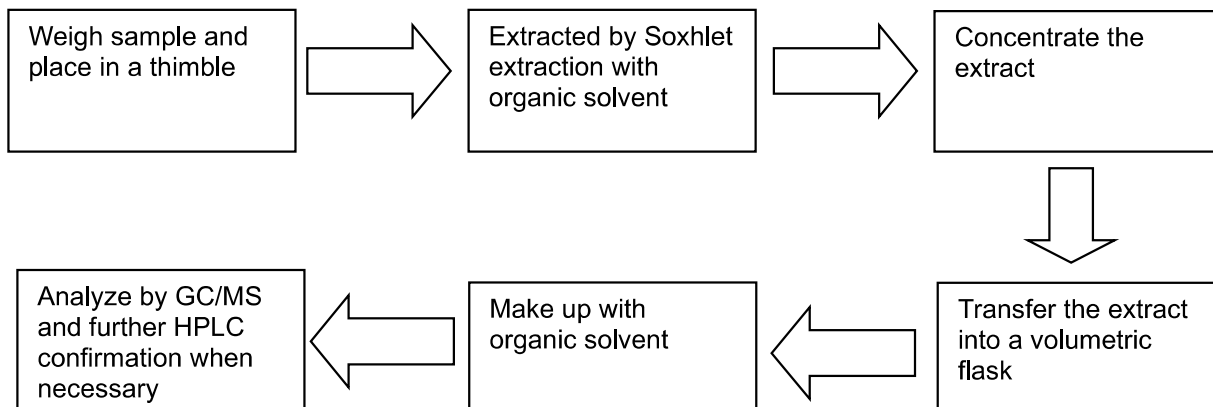 Weigh sample and
place in a thimble
Extracted by Soxhlet
extraction with
organic solvent
Concentrate the
extract
Transfer the extract
into a volumetric
flask
Make up with
organic solvent
Analyze by GC/MS
and further HPLC
confirmation when
necessary